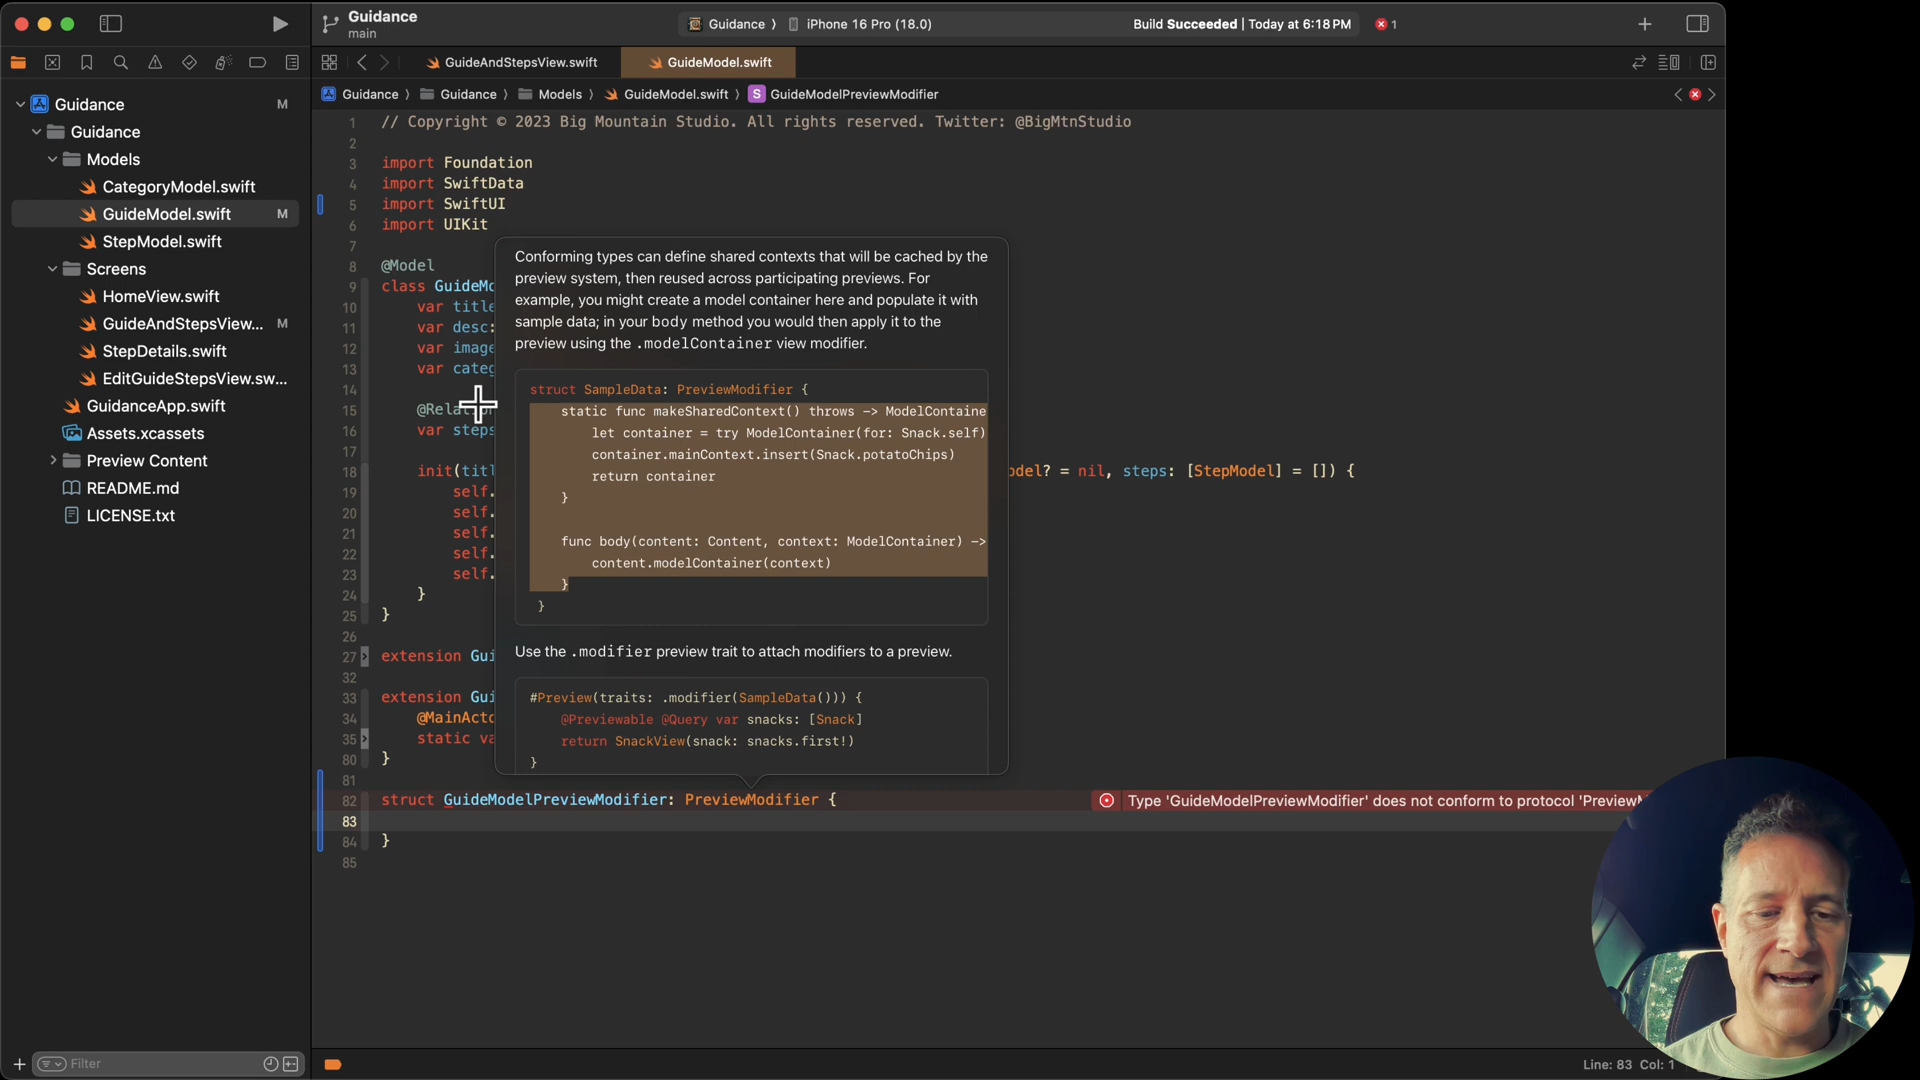 Guidance
main
Guidance
iPhone 16 Pro (18.0)
Build Succeeded | Today at 6:18 PM
1
GuideAndStepsView.swift
GuideModel.swift
Guidance
Guidance
Models
GuideModel.swift
S
GuideModelPreviewModifier
Guidance
M
Guidance
Models
CategoryModel.swift
GuideModel.swift
M
StepModel.swift
Screens
HomeView.swift
GuideAndStepsView...
M
StepDetails.swift
EditGuideStepsView.sw...
GuidanceApp.swift
Assets.xcassets
Preview Content
README.md
LICENSE.txt
Filter
1 // Copyright © 2023 Big Mountain Studio. All rights reserved. Twitter: @BigMtnStudio
2
3 import Foundation
4 import SwiftData
5 import SwiftUI
6 import UIKit
7
8 @Model
9 class GuideMo
10 var title
11 var desc:
12 var image
13 var categ
14
15 @Relation
16 var steps
17
18 init(titl odel? = nil, steps: [StepModel] = []) {
19 self.
20 self.
21 self.
22 self.
23 self.
24 }
25 }
26
27 extension Gui
32
33 extension Gui
34 @MainActo
35 static va
80 }
81
82 struct GuideModelPreviewModifier: PreviewModifier {
Type 'GuideModelPreviewModifier' does not conform to protocol 'PreviewM
83
84 }
85
Conforming types can define shared contexts that will be cached by the
preview system, then reused across participating previews. For
example, you might create a model container here and populate it with
sample data; in your body method you would then apply it to the
preview using the .modelContainer view modifier.
struct SampleData: PreviewModifier {
static func makeSharedContext() throws -> ModelContaine
let container = try ModelContainer(for: Snack.self)
container.mainContext.insert(Snack.potatoChips)
return container
}
func body(content: Content, context: ModelContainer) ->
content.modelContainer(context)
}
}
Use the .modifier preview trait to attach modifiers to a preview.
#Preview(traits: .modifier(SampleData())) {
@Previewable @Query var snacks: [Snack]
return SnackView(snack: snacks.first!)
}
Line: 83 Col: 1